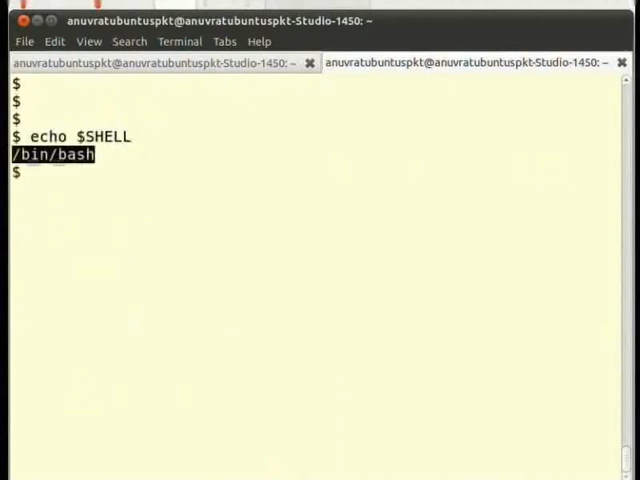 anuvratubuntuspkt@anuvratubuntuspkt-Studio-1450: ~
File Edit View Search Terminal Tabs Help
anuvratubuntuspkt@anuvratubuntuspkt-Studio-1450: ~ anuvratubuntuspkt@anuvratubuntuspkt-Studio-1450: ~
$
$
$
$ echo $SHELL
/bin/bash
$